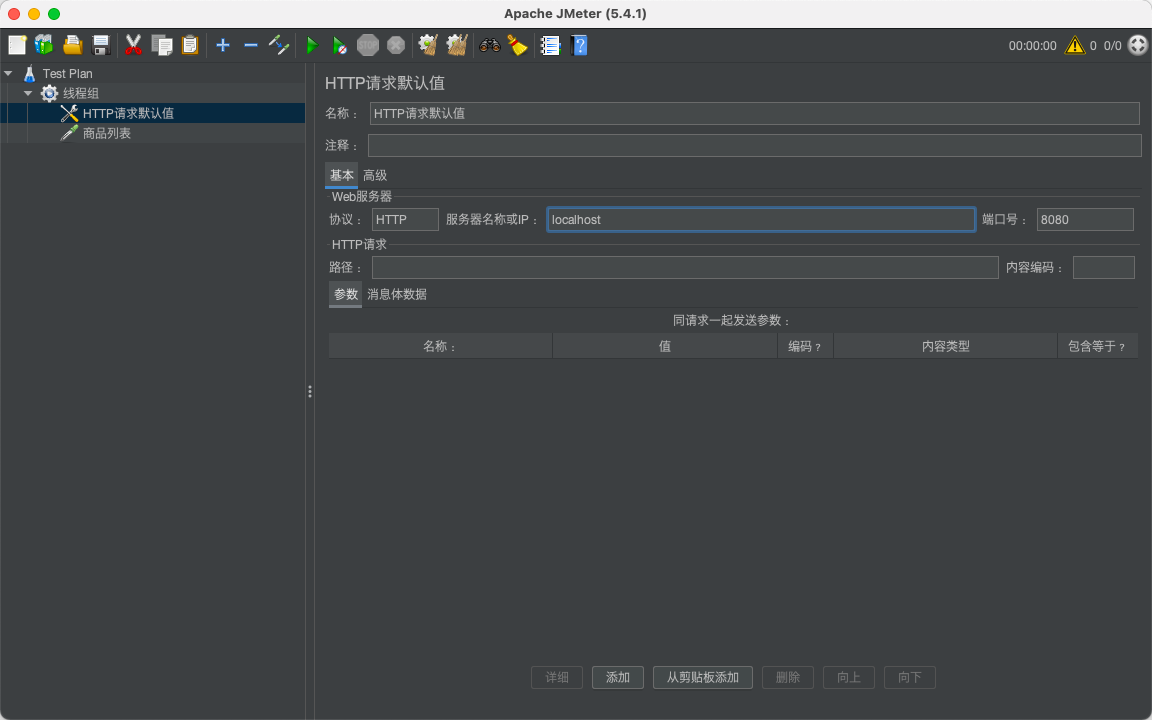 Apache JMeter (5.4.1)
STOP
00:00:00 0 0/0
Test Plan
线程组
HTTP请求默认值
商品列表
HTTP请求默认值
名称： HTTP请求默认值
注释：
基本 高级
Web服务器
协议： HTTP 服务器名称或IP： localhost 端口号： 8080
HTTP请求
路径： 内容编码：
参数 消息体数据
同请求一起发送参数：
名称： 值 编码？ 内容类型 包含等于？
详细 添加 从剪贴板添加 删除 向上 向下